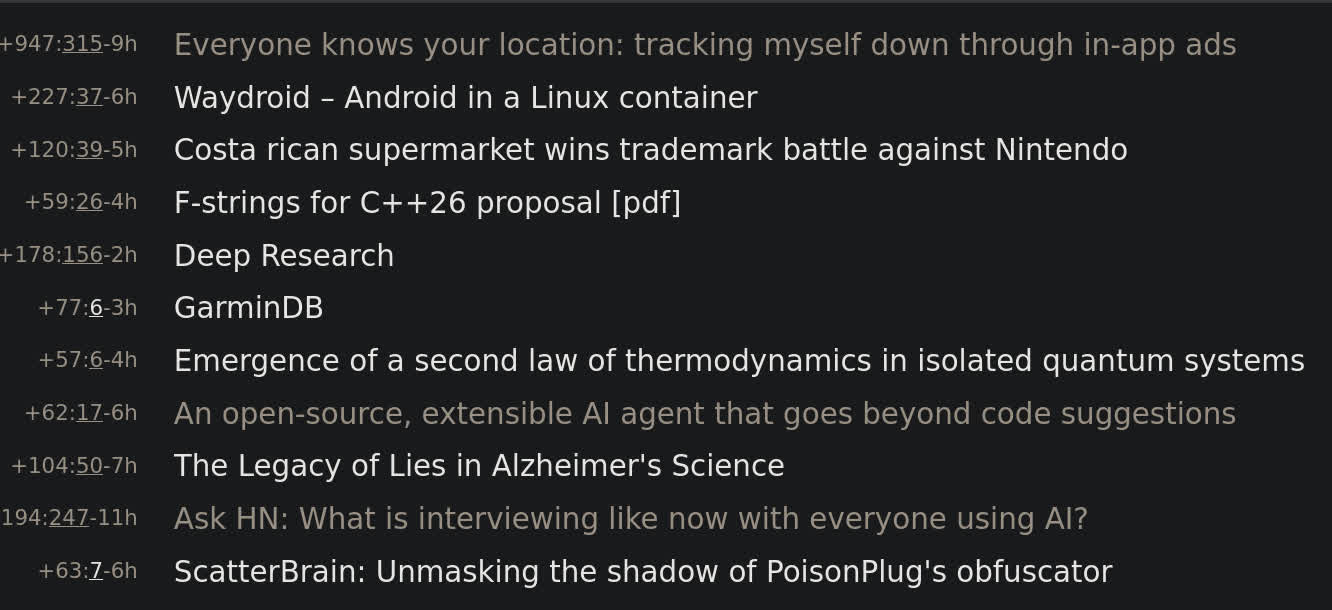 +947:315-9h Everyone knows your location: tracking myself down through in-app ads
+227:37-6h Waydroid – Android in a Linux container
+120:39-5h Costa rican supermarket wins trademark battle against Nintendo
+59:26-4h F-strings for C++26 proposal [pdf]
+178:156-2h Deep Research
+77:6-3h GarminDB
+57:6-4h Emergence of a second law of thermodynamics in isolated quantum systems
+62:17-6h An open-source, extensible AI agent that goes beyond code suggestions
+104:50-7h The Legacy of Lies in Alzheimer's Science
194:247-11h Ask HN: What is interviewing like now with everyone using AI?
+63:7-6h ScatterBrain: Unmasking the shadow of PoisonPlug's obfuscator